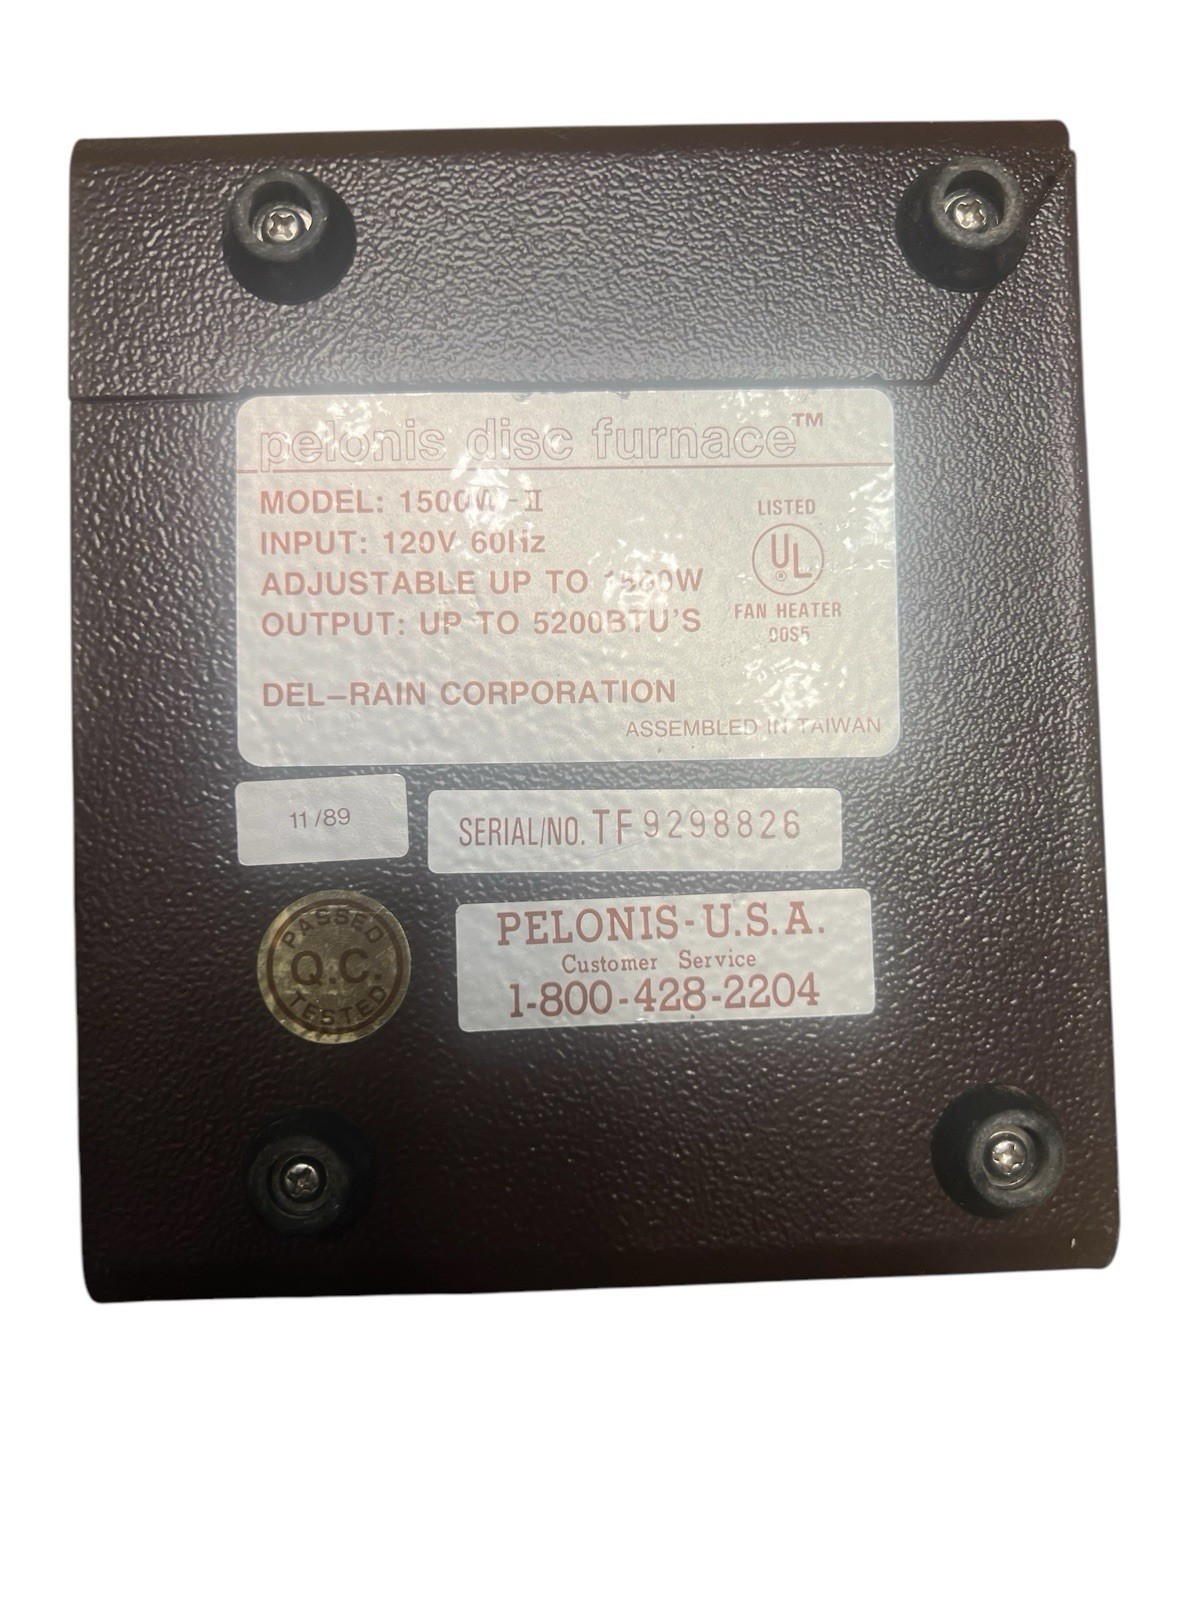 pelonis disc furnace™
MODEL: 1500W-II
INPUT: 120V 60Hz
ADJUSTABLE UP TO 1500W
OUTPUT: UP TO 5200BTU'S
LISTED
UL
®
FAN HEATER
90S5
DEL-RAIN CORPORATION
ASSEMBLED IN TAIWAN
11/89
SERIAL/NO. TF9298826
PASSED
Q.C.
TESTED
PELONIS-U.S.A.
Customer Service
1-800-428-2204